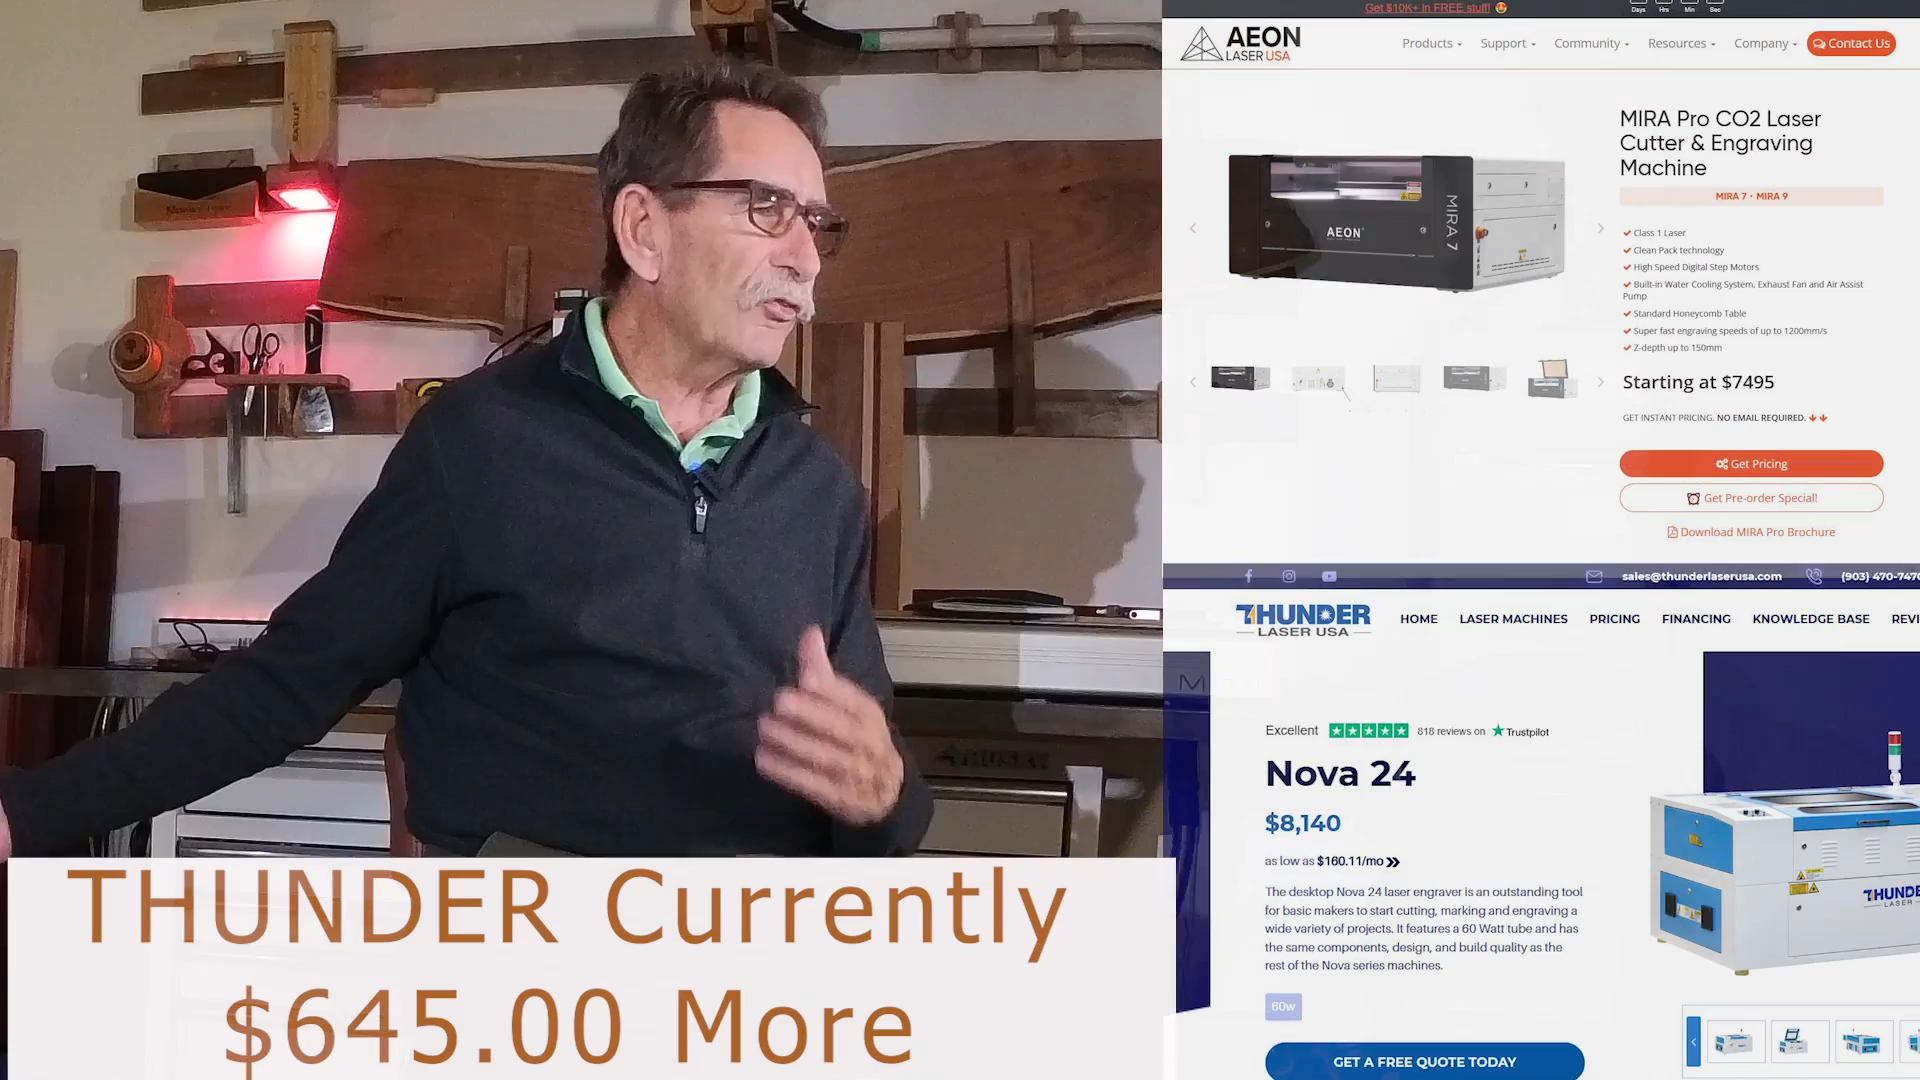 Get $10K+ in FREE stuff!
Days Hrs Min Sec
AEON
LASER USA
Products
Support
Community
Resources
Company
Contact Us
MIRA Pro CO2 Laser
Cutter & Engraving
Machine
MIRA 7 • MIRA 9
AEON
MIRA 7
Class 1 Laser
Clean Pack technology
High Speed Digital Step Motors
Built-in Water Cooling System, Exhaust Fan and Air Assist
Pump
Standard Honeycomb Table
Super fast engraving speeds of up to 1200mm/s
Z-depth up to 150mm
Starting at $7495
GET INSTANT PRICING. NO EMAIL REQUIRED.
Get Pricing
Get Pre-order Special!
Download MIRA Pro Brochure
sales@thunderlaserusa.com
(903) 470-747
THUNDER
LASER USA
HOME
LASER MACHINES
PRICING
FINANCING
KNOWLEDGE BASE
REVI
Excellent
818 reviews on
Trustpilot
Nova 24
$8,140
as low as $160.11/mo
The desktop Nova 24 laser engraver is an outstanding tool
for basic makers to start cutting, marking and engraving a
wide variety of projects. It features a 60 Watt tube and has
the same components, design, and build quality as the
rest of the Nova series machines.
60w
GET A FREE QUOTE TODAY
THUNDER Currently
$645.00 More